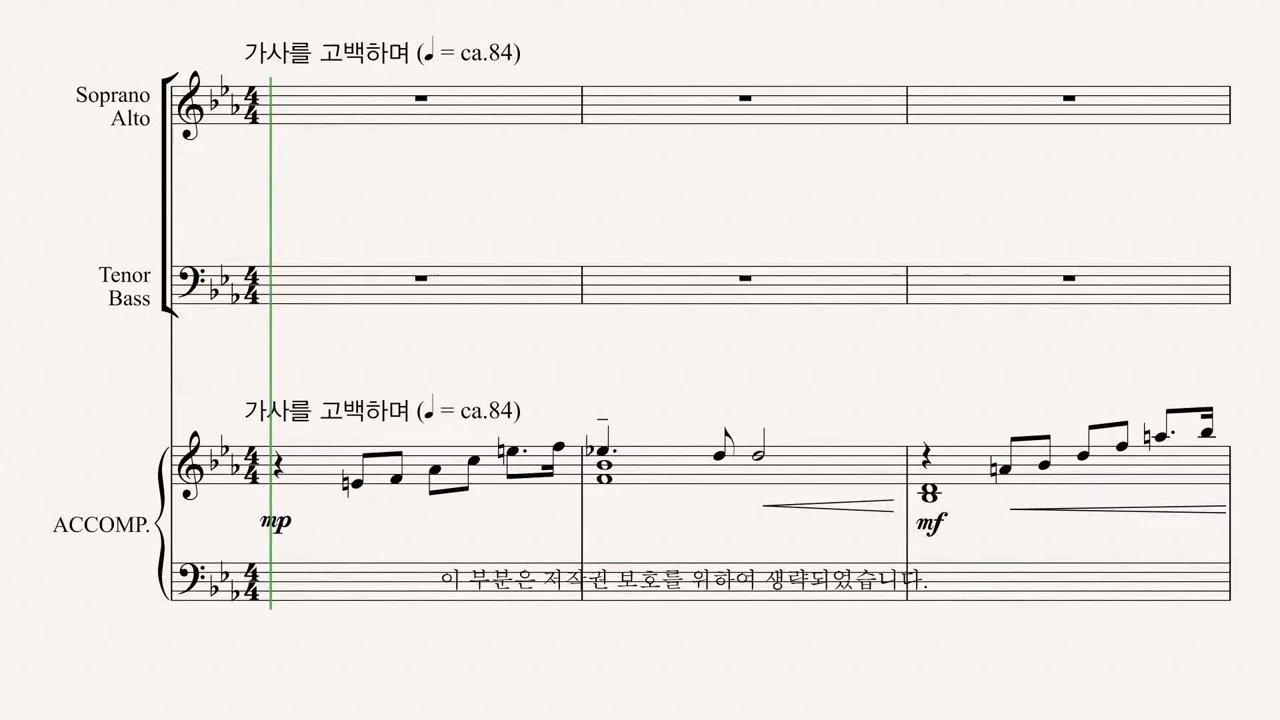 가사를 고백하며 (♩ = ca.84)
Soprano
Alto
Tenor
Bass
가사를 고백하며 (♩ = ca.84)
mp
mf
ACCOMP.
이 부분은 저작권 보호를 위하여 생략되었습니다.